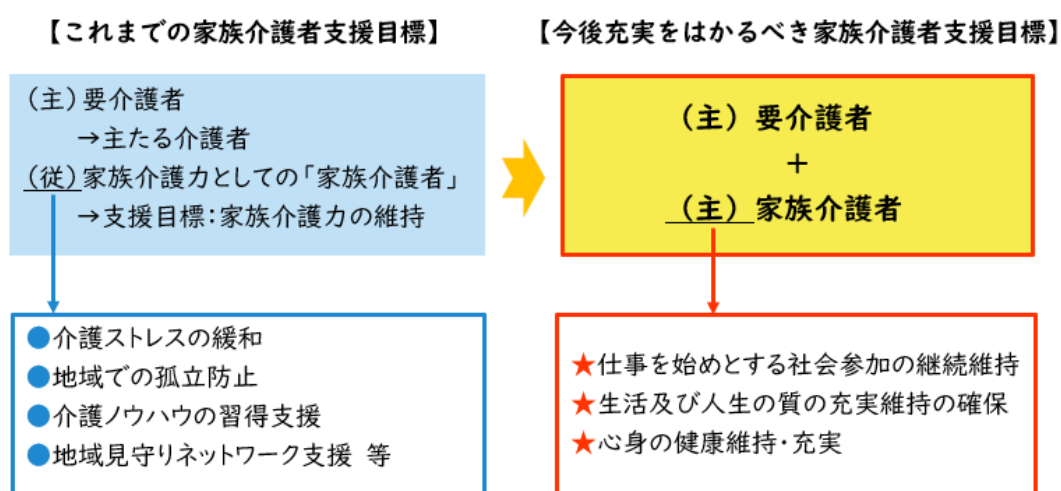 【これまでの家族介護者支援目標】
(主)要介護者
→主たる介護者
(従)家族介護力としての「家族介護者」
→支援目標:家族介護力の維持
●介護ストレスの緩和
●地域での孤立防止
●介護ノウハウの習得支援
●地域見守りネットワーク支援 等
【今後充実をはかるべき家族介護者支援目標】
(主) 要介護者
+
(主) 家族介護者
★仕事を始めとする社会参加の継続維持
★生活及び人生の質の充実維持の確保
★心身の健康維持・充実